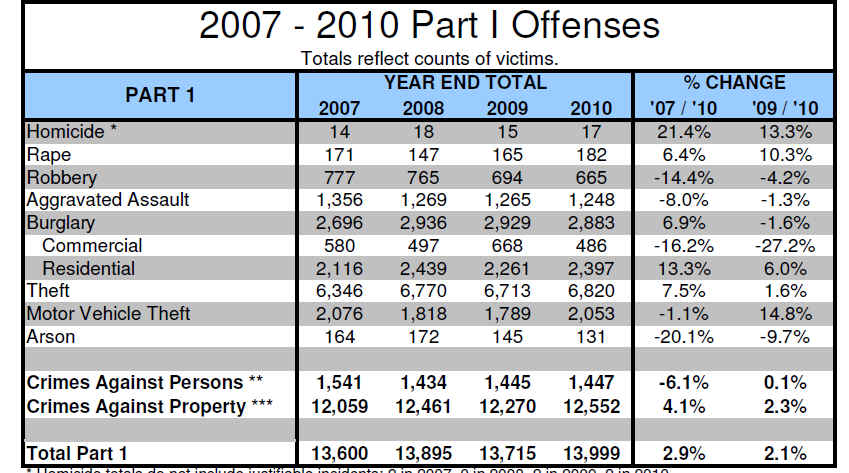 2007 - 2010 Part I Offenses
Totals reflect counts of victims.
PART 1 YEAR END TOTAL % CHANGE
2007 2008 2009 2010 '07 / '10 '09 / '10
Homicide * 14 18 15 17 21.4% 13.3%
Rape 171 147 165 182 6.4% 10.3%
Robbery 777 765 694 665 -14.4% -4.2%
Aggravated Assault 1,356 1,269 1,265 1,248 -8.0% -1.3%
Burglary 2,696 2,936 2,929 2,883 6.9% -1.6%
Commercial 580 497 668 486 -16.2% -27.2%
Residential 2,116 2,439 2,261 2,397 13.3% 6.0%
Theft 6,346 6,770 6,713 6,820 7.5% 1.6%
Motor Vehicle Theft 2,076 1,818 1,789 2,053 -1.1% 14.8%
Arson 164 172 145 131 -20.1% -9.7%
Crimes Against Persons ** 1,541 1,434 1,445 1,447 -6.1% 0.1%
Crimes Against Property *** 12,059 12,461 12,270 12,552 4.1% 2.3%
Total Part 1 13,600 13,895 13,715 13,999 2.9% 2.1%
* Homicide totals do not include justifiable incidents: in 2007, in 2008, in 2009, in 2010